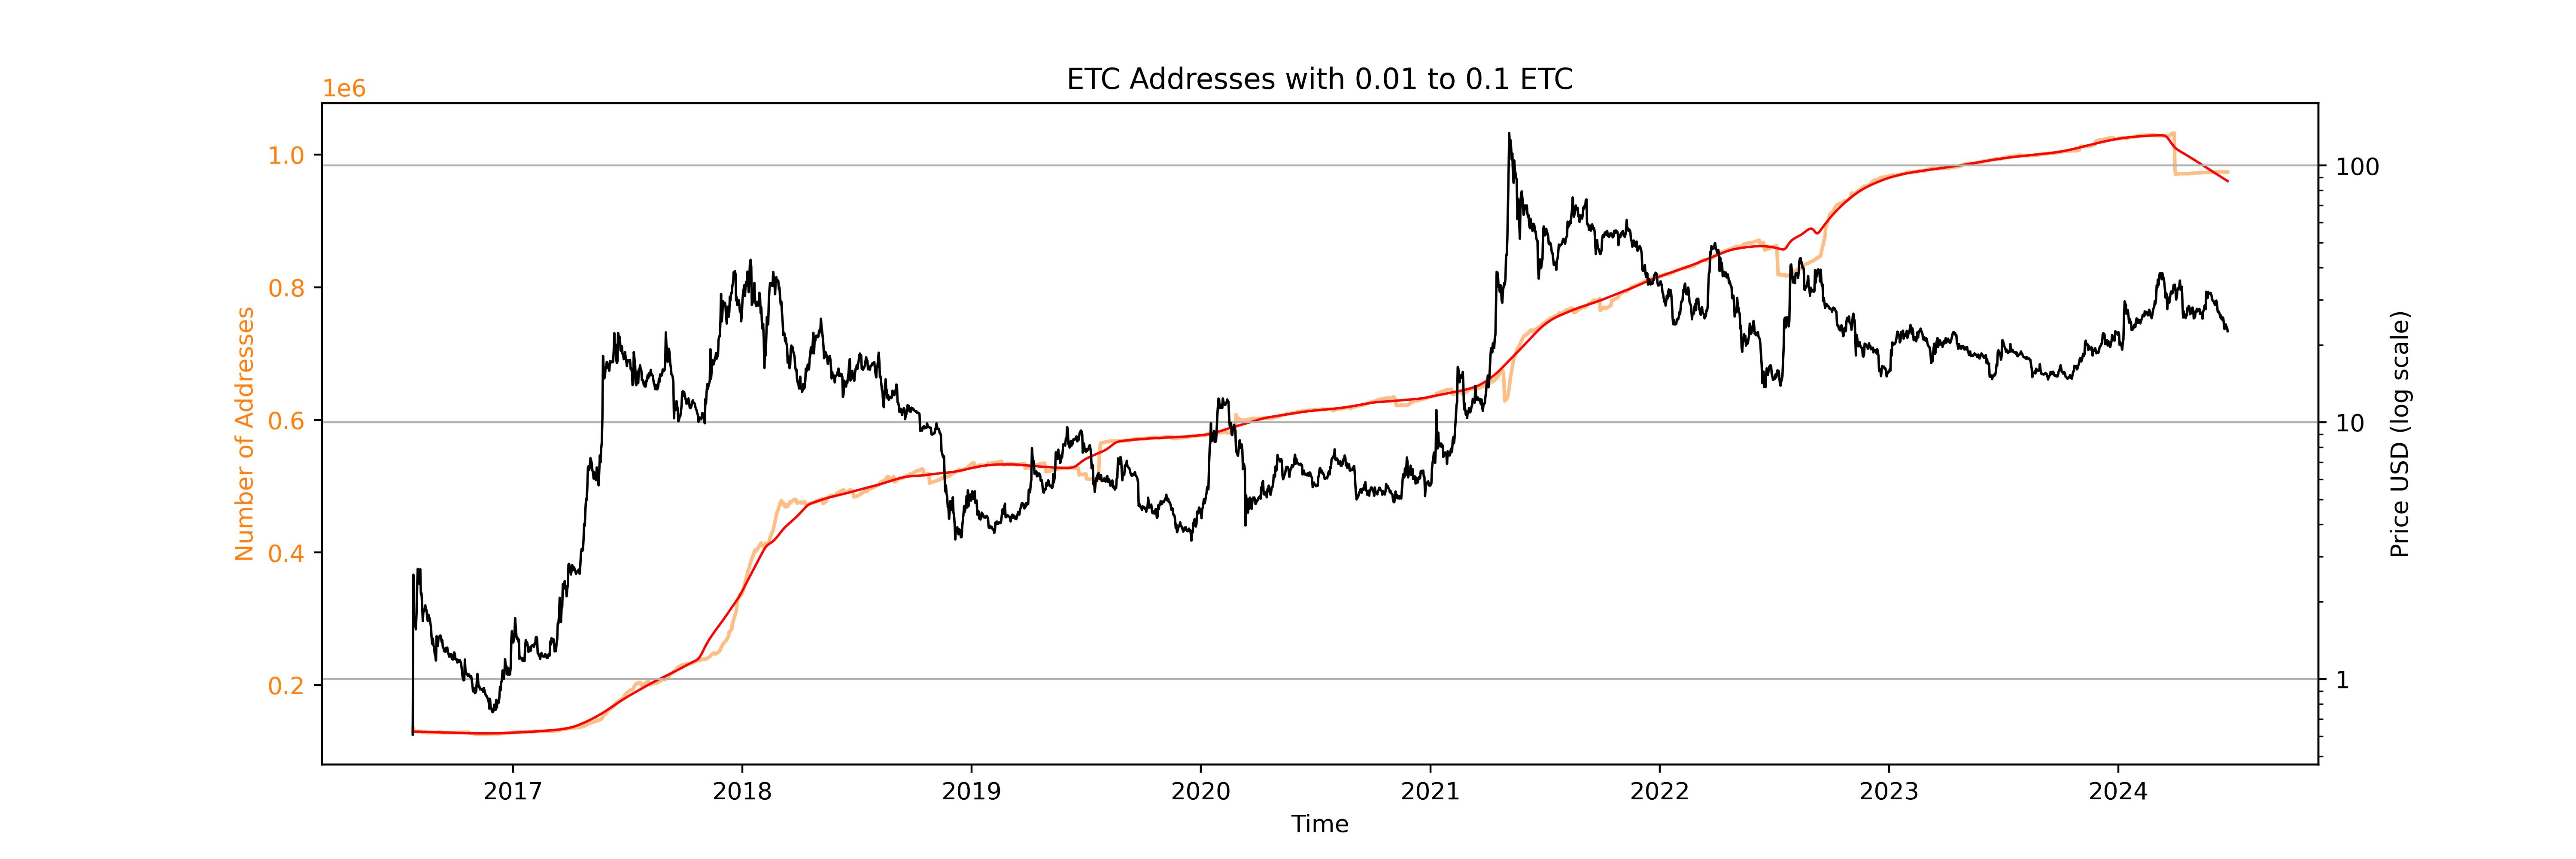 ETC Addresses with 0.01 to 0.1 ETC
1e6
1.0
0.8
0.6
0.4
0.2
Number of Addresses
100
10
1
Price USD (log scale)
2017 2018 2019 2020 2021 2022 2023 2024
Time